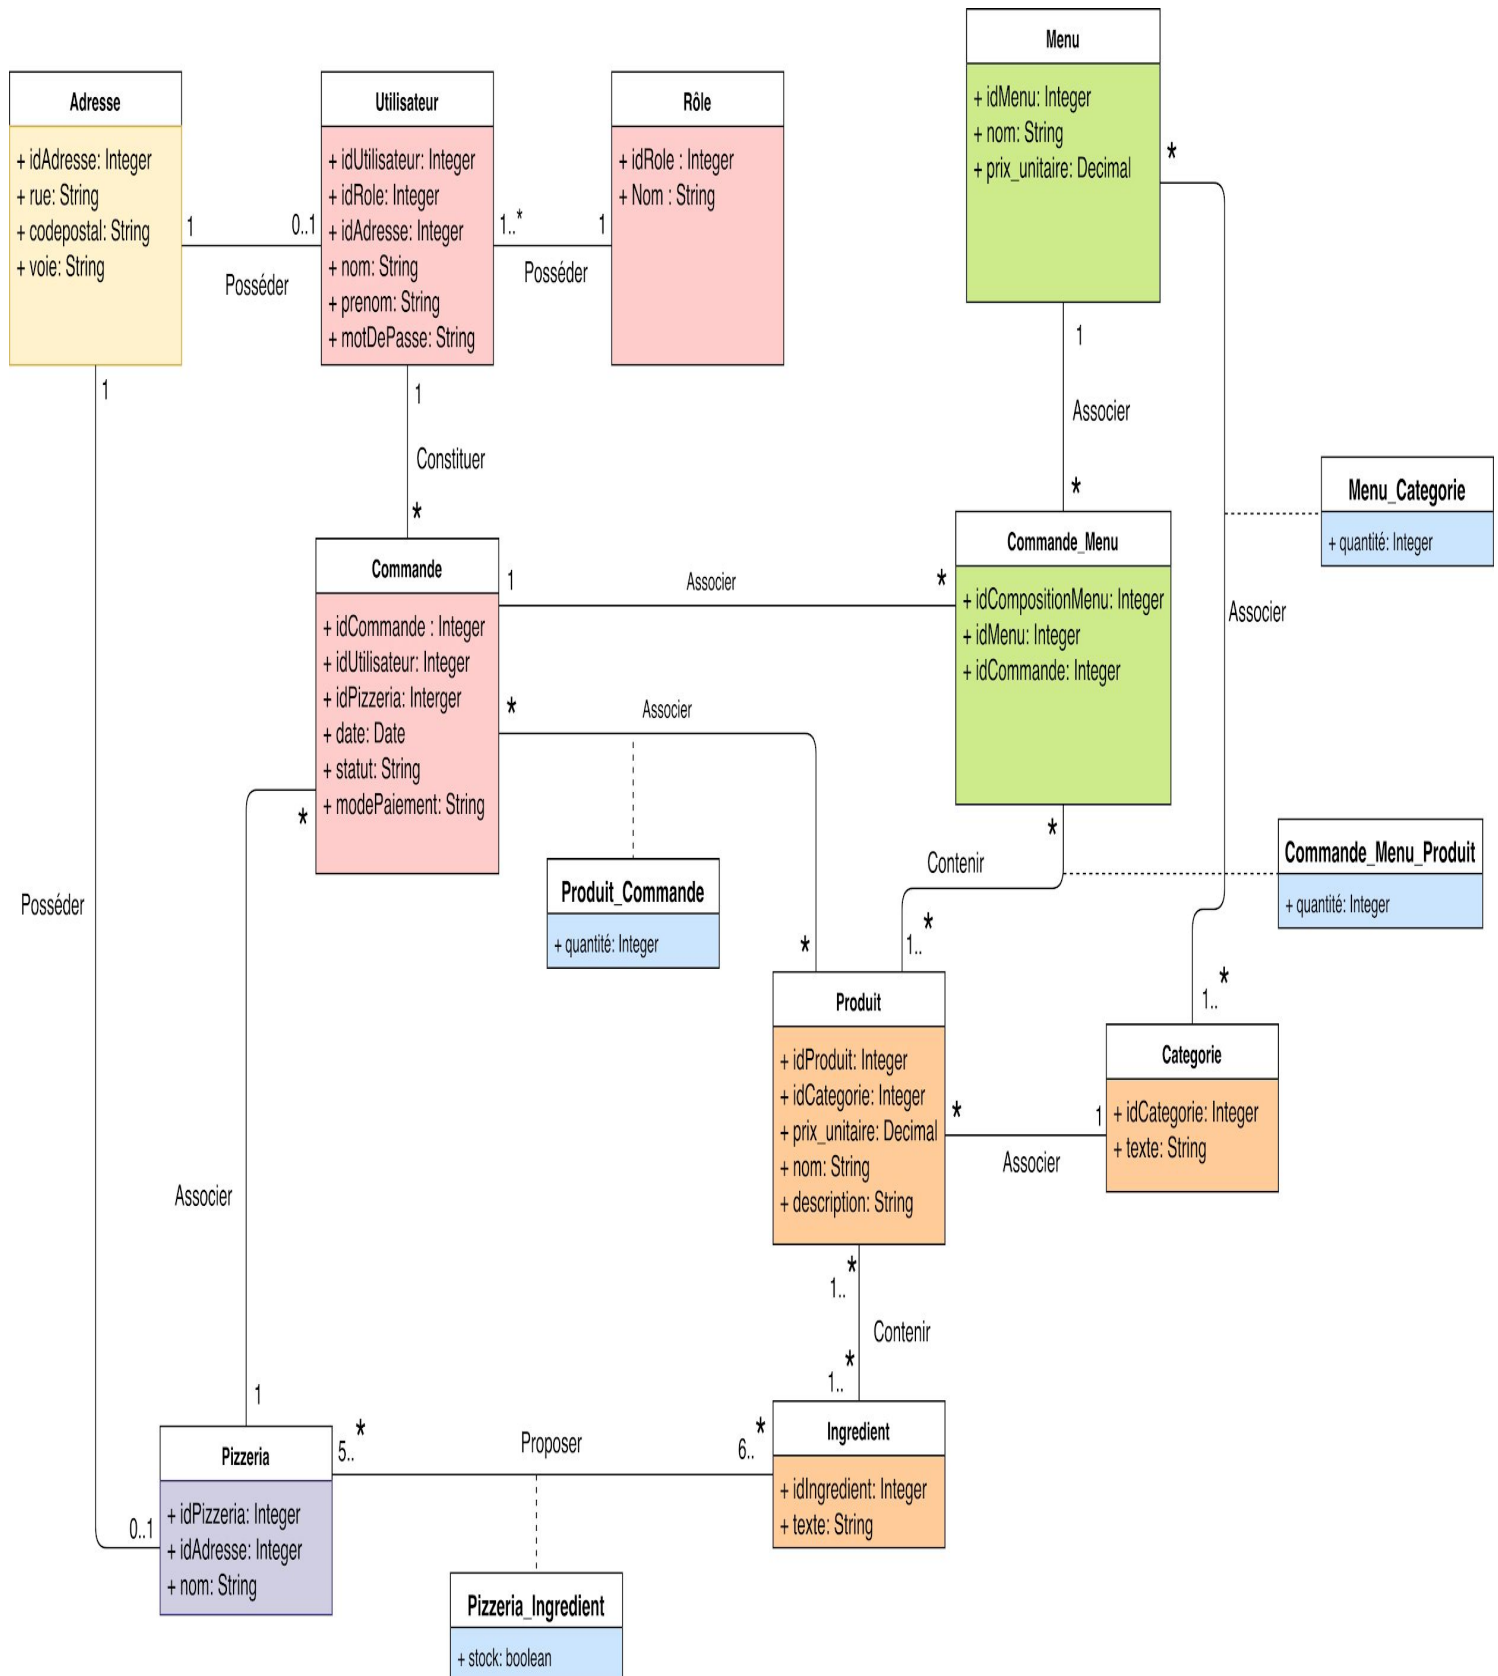 Menu
+ idMenu: Integer
+ nom: String
+ prix_unitaire: Decimal
*
Adresse
+ idAdresse: Integer
+ rue: String
+ codepostal: String
+ voie: String
1
Posséder
0..1
Utilisateur
+ idUtilisateur: Integer
+ idRole: Integer
+ idAdresse: Integer
+ nom: String
+ prenom: String
+ motDePasse: String
1..*
Posséder
1
Rôle
+ idRole : Integer
+ Nom : String
1
1
1
Associer
*
Constituer
*
Menu_Categorie
+ quantité: Integer
Associer
Commande
+ idCommande : Integer
+ idUtilisateur: Integer
+ idPizzeria: Interger
+ date: Date
+ statut: String
+ modePaiement: String
1
Associer
*
Commande_Menu
+ idCompositionMenu: Integer
+ idMenu: Integer
+ idCommande: Integer
*
Associer
*
*
Contenir
1..*
Commande_Menu_Produit
+ quantité: Integer
Produit_Commande
+ quantité: Integer
*
Posséder
1..*
Produit
+ idProduit: Integer
+ idCategorie: Integer
+ prix_unitaire: Decimal
+ nom: String
+ description: String
*
Associer
1
Categorie
+ idCategorie: Integer
+ texte: String
Associer
1
1..*
Contenir
1..*
Pizzeria
+ idPizzeria: Integer
+ idAdresse: Integer
+ nom: String
0..1
5..*
Proposer
6..*
Ingredient
+ idIngredient: Integer
+ texte: String
Pizzeria_Ingredient
+ stock: boolean